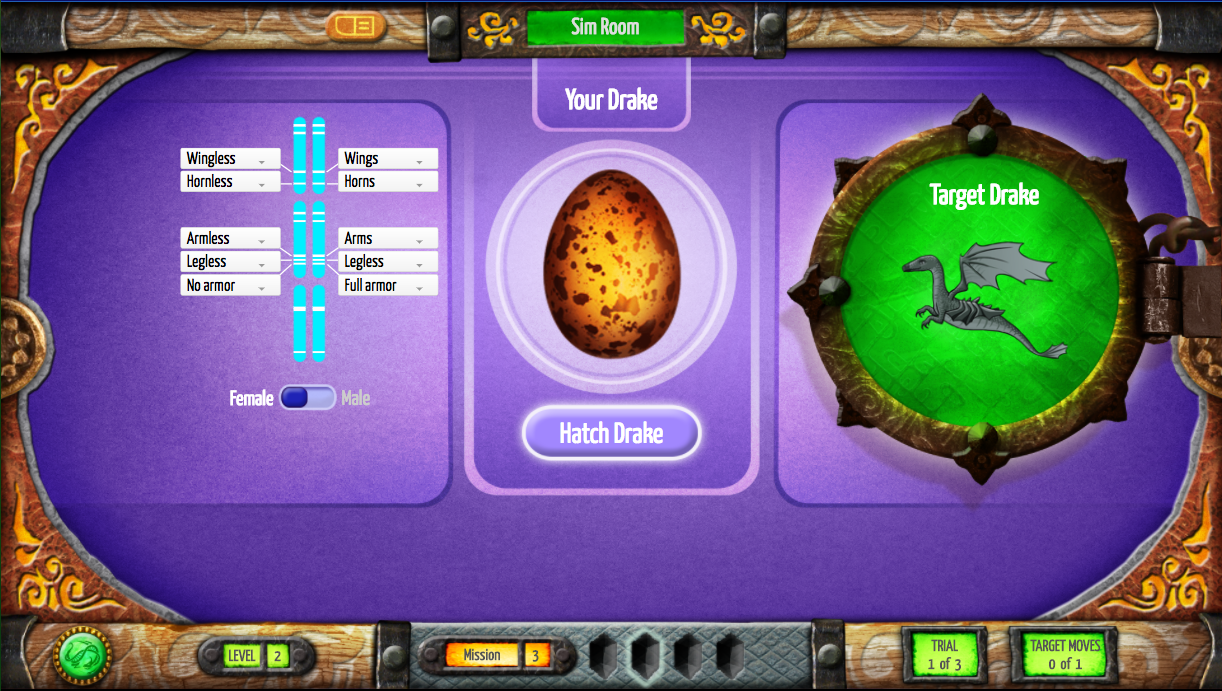 Sim Room
Your Drake
Wingless
Wings
Hornless
Horns
Armless
Arms
Legless
Legless
No armor
Full armor
Female
Male
Hatch Drake
Target Drake
LEVEL 2
Mission 3
TRIAL
1 of 3
TARGET MOVES
0 of 1